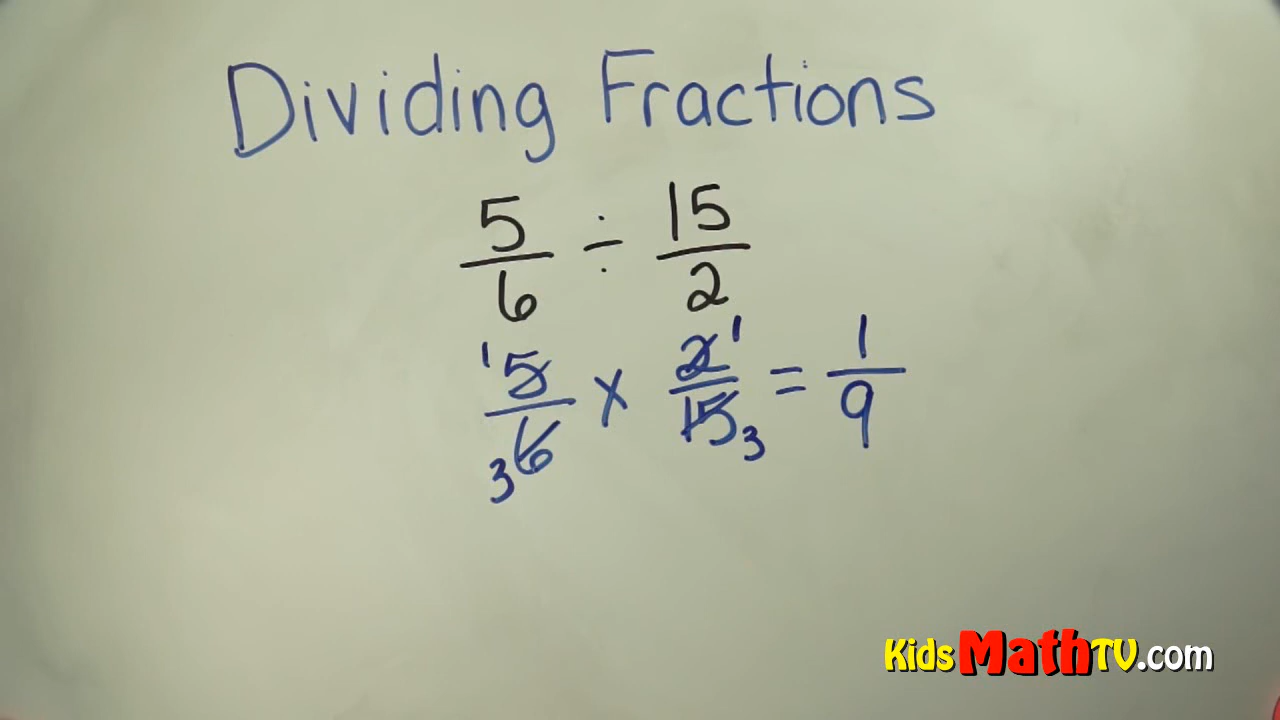 Dividing Fractions
5/6 ÷ 15/2
1 5/6 3 × 2 1/15 3 = 1/9
KidsMathTV.com